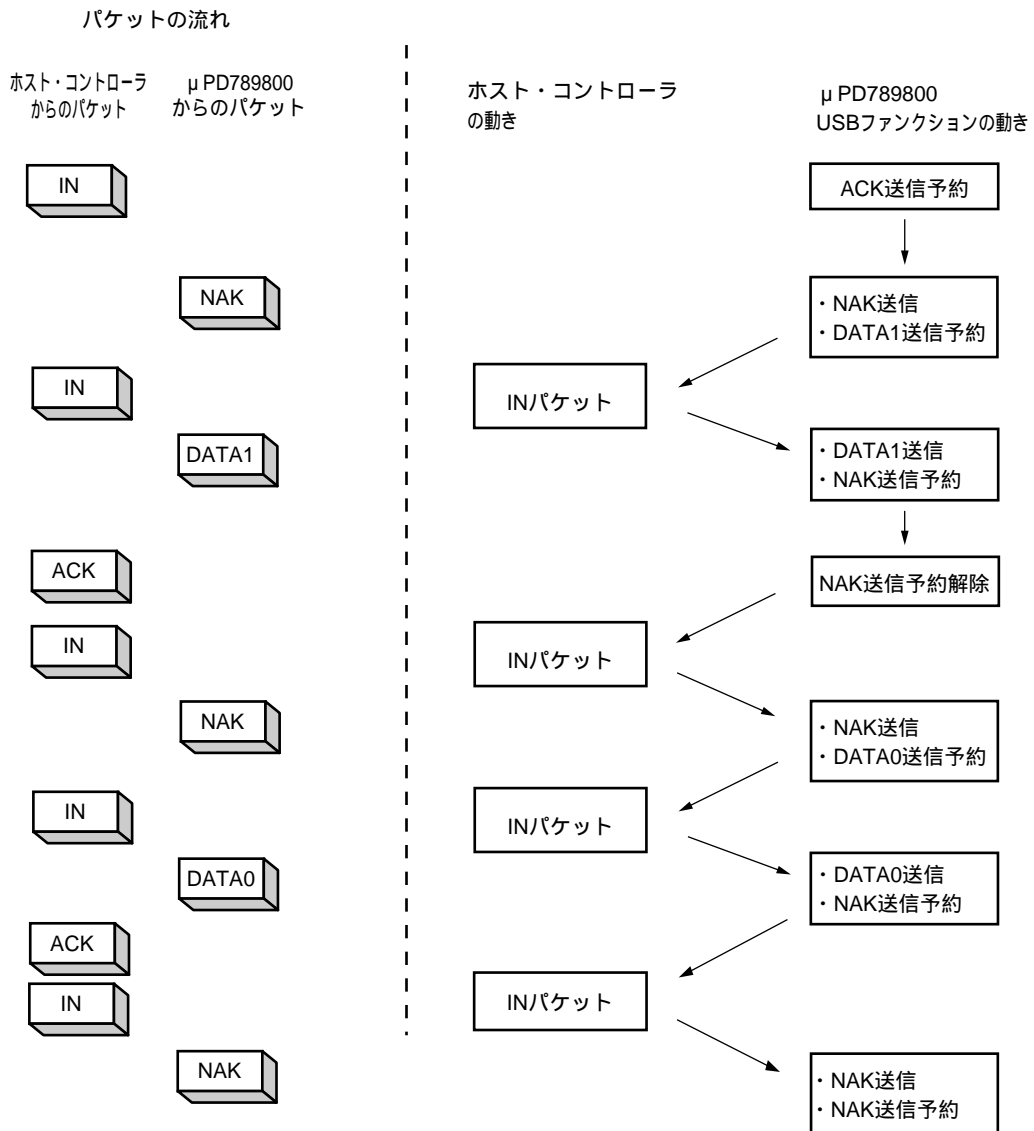 パケットの流れ
ホスト・コントローラ
からのパケット
μPD789800
からのパケット
IN
NAK
IN
DATA1
ACK
IN
NAK
IN
DATA0
ACK
IN
NAK
ホスト・コントローラ
の動き
μPD789800
USBファンクションの動き
ACK送信予約
・NAK送信
・DATA1送信予約
INパケット
・DATA1送信
・NAK送信予約
NAK送信予約解除
INパケット
・NAK送信
・DATA0送信予約
INパケット
・DATA0送信
・NAK送信予約
INパケット
・NAK送信
・NAK送信予約